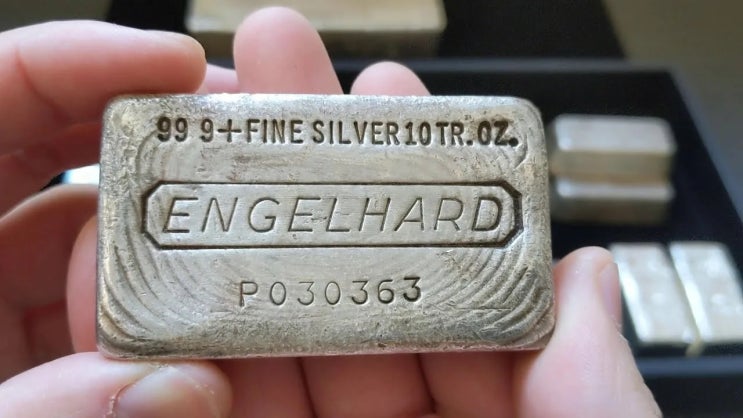 99 9+FINE SILVER 10 TR. OZ.
ENGELHARD
P030363